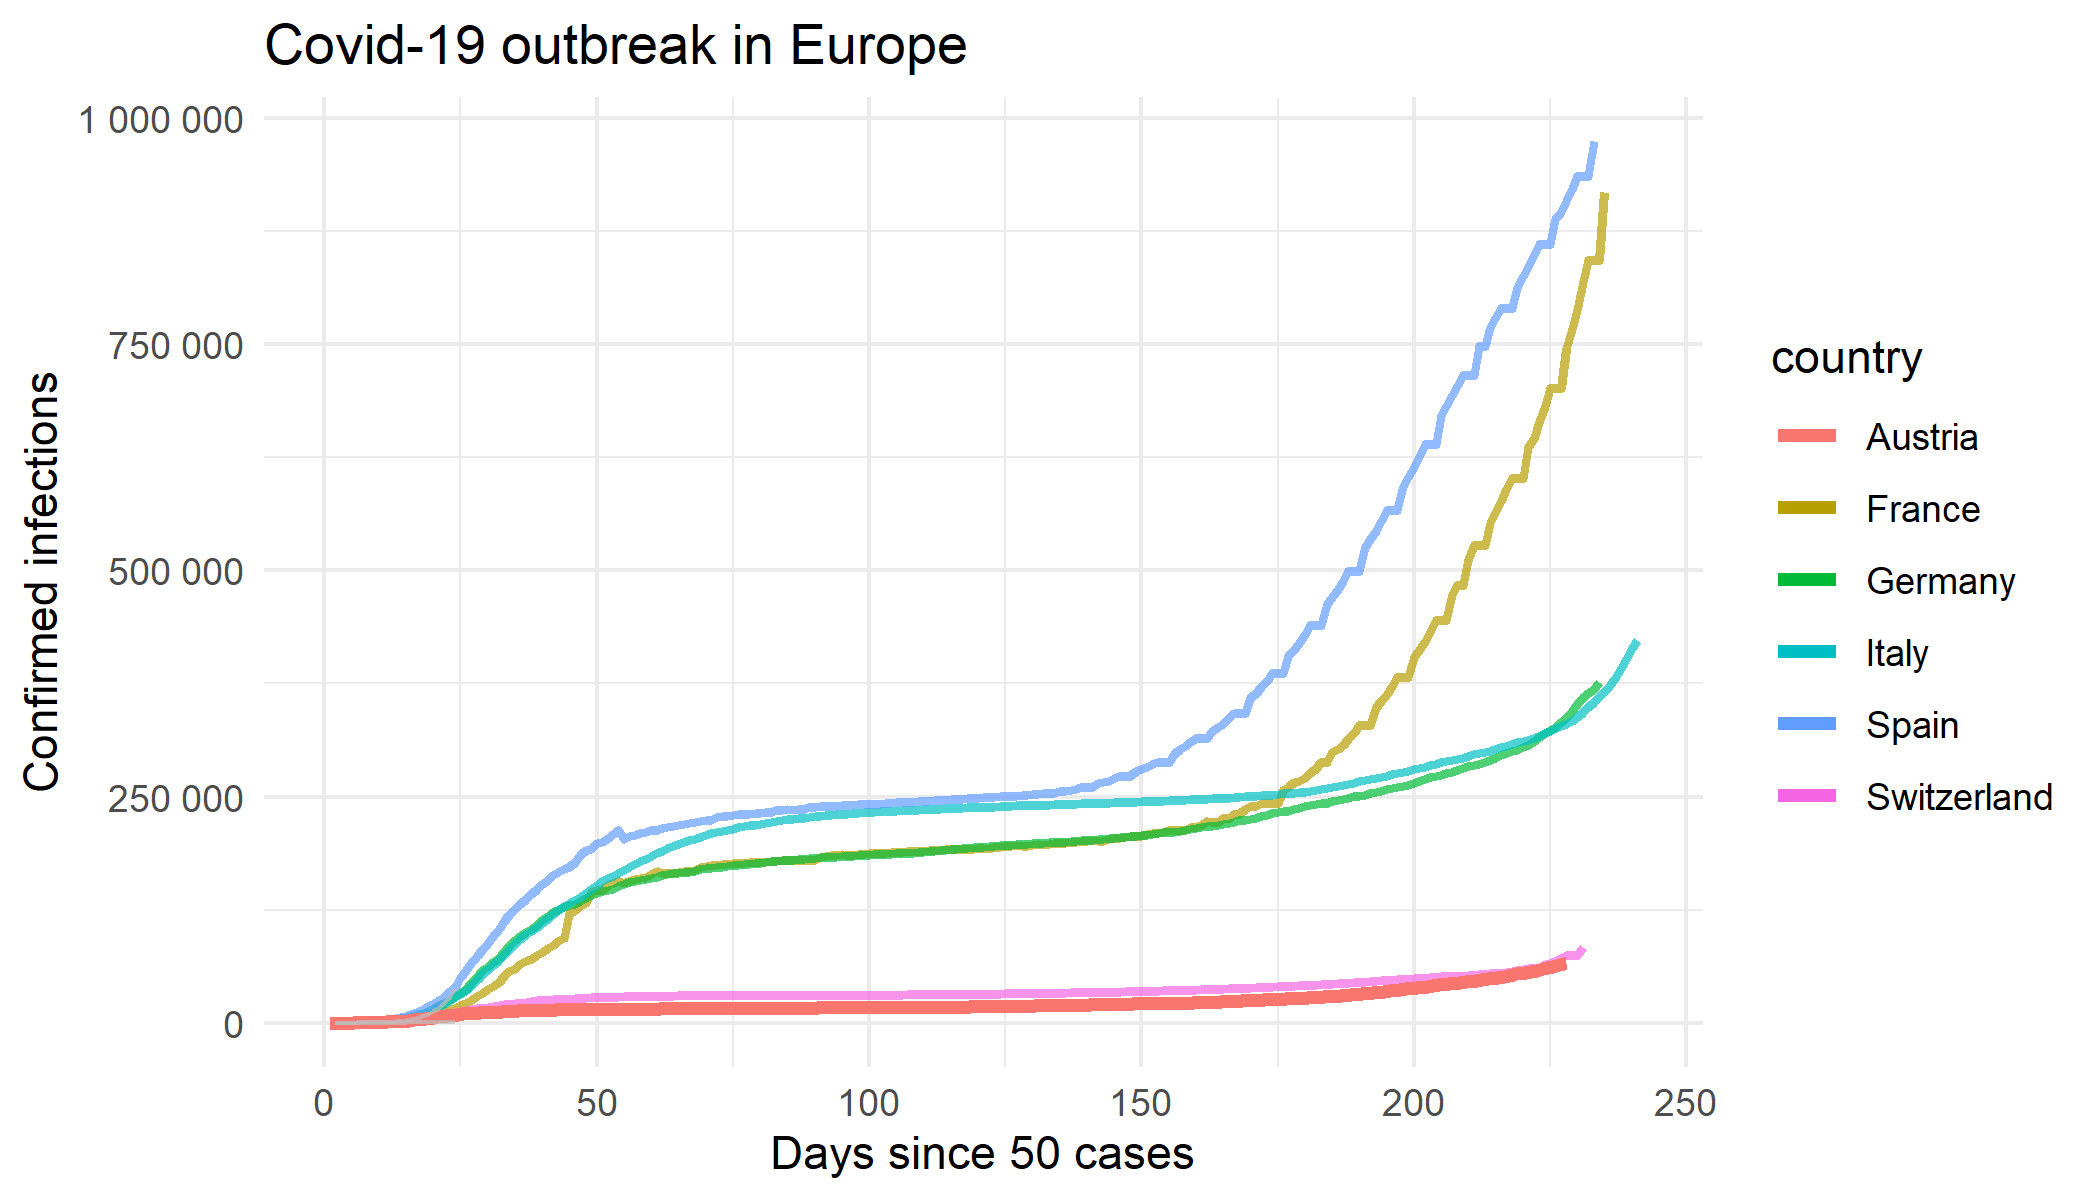 Covid-19 outbreak in Europe
1 000 000
750 000
500 000
250 000
0
Confirmed infections
0 50 100 150 200 250
Days since 50 cases
country
Austria
France
Germany
Italy
Spain
Switzerland